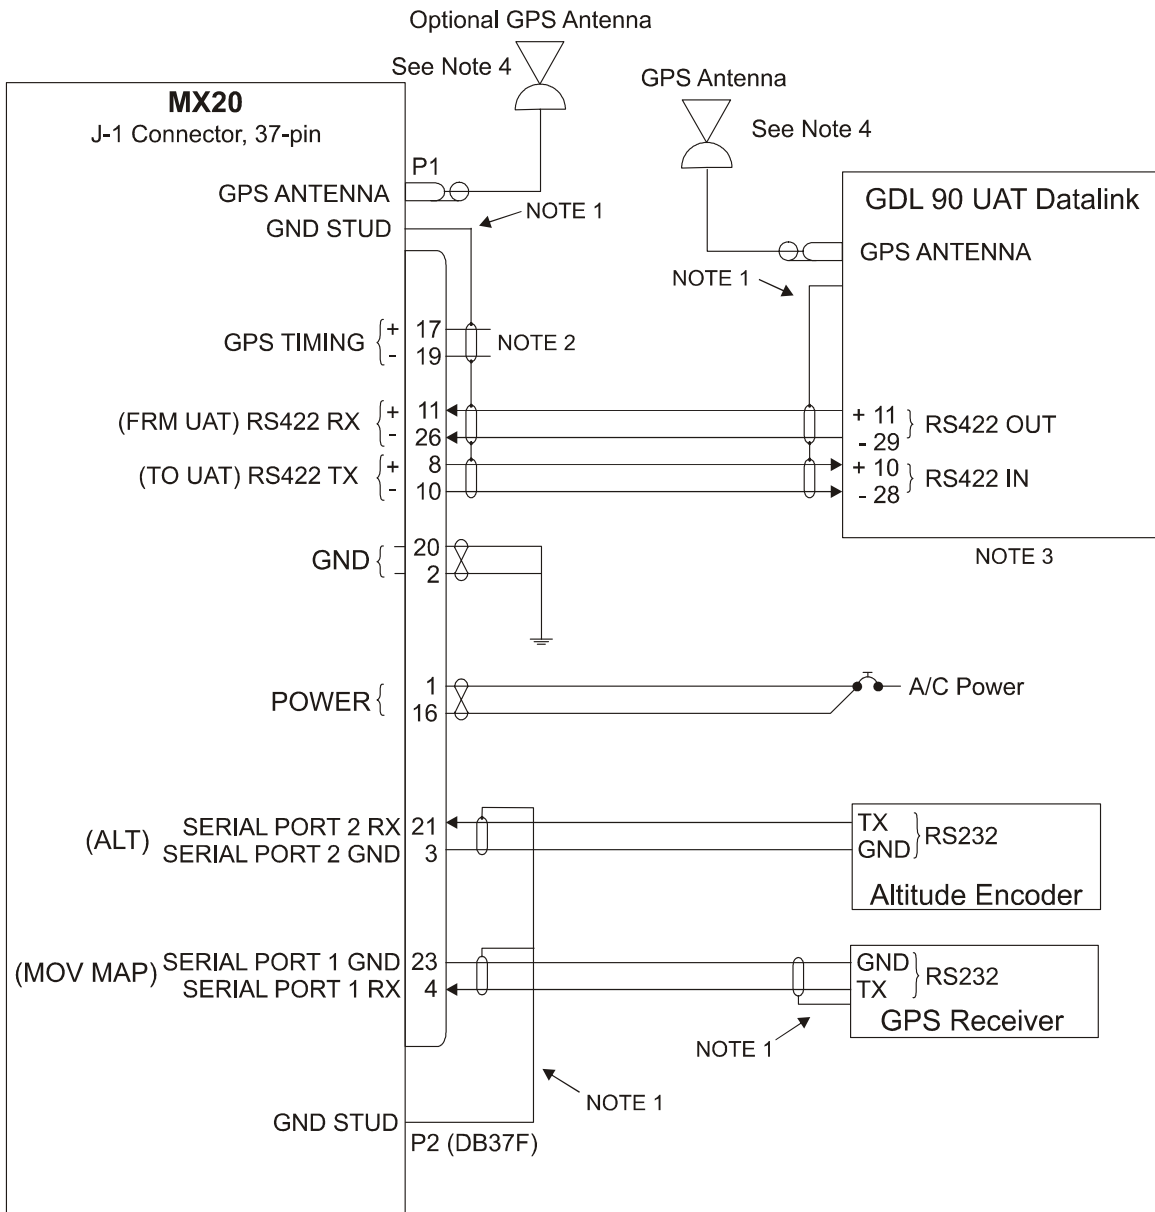 Optional GPS Antenna
See Note 4
GPS Antenna
See Note 4
MX20
J-1 Connector, 37-pin
P1
GPS ANTENNA
NOTE 1
GND STUD
GDL 90 UAT Datalink
GPS ANTENNA
NOTE 1
GPS TIMING { + 17
- 19
NOTE 2
(FRM UAT) RS422 RX { + 11
- 26
+ 11 } RS422 OUT
- 29
(TO UAT) RS422 TX { + 8
- 10
+ 10 } RS422 IN
- 28
NOTE 3
GND { 20
2
POWER { 1
16
A/C Power
(ALT)
SERIAL PORT 2 RX 21
SERIAL PORT 2 GND 3
TX } RS232
GND
Altitude Encoder
(MOV MAP)
SERIAL PORT 1 GND 23
SERIAL PORT 1 RX 4
GND } RS232
TX
GPS Receiver
NOTE 1
NOTE 1
GND STUD
P2 (DB37F)